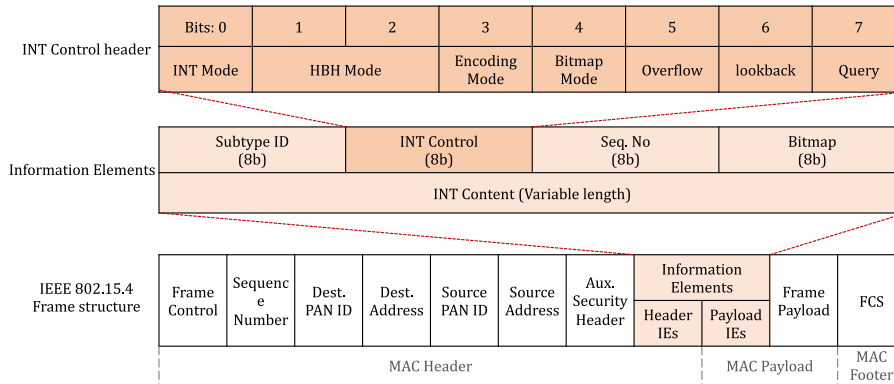 Bits: 0 1 2 3 4 5 6 7
INT Control header
INT Mode HBH Mode Encoding Mode Bitmap Mode Overflow lookback Query
Information Elements
Subtype ID (8b) INT Control (8b) Seq. No (8b) Bitmap (8b)
INT Content (Variable length)
IEEE 802.15.4
Frame structure
Frame Control Sequenc e Number Dest. PAN ID Dest. Address Source PAN ID Source Address Aux. Security Header Information Elements Frame Payload FCS
Header IEs Payload IEs
MAC Header MAC Payload MAC Footer